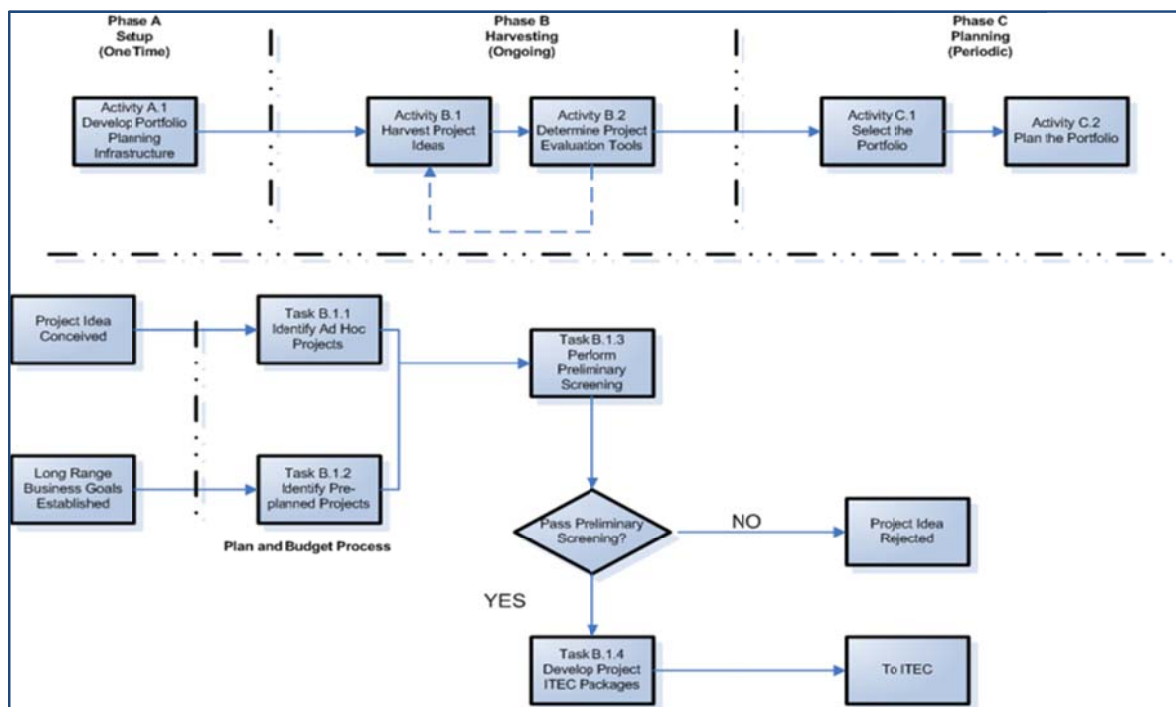 Phase A
Setup
(One Time)
Phase B
Harvesting
(Ongoing)
Phase C
Planning
(Periodic)
Activity A.1
Develop Portfolio
Planning
Infrastructure
Activity B.1
Harvest Project
Ideas
Activity B.2
Determine Project
Evaluation Tools
Activity C.1
Select the
Portfolio
Activity C.2
Plan the Portfolio
Project Idea
Conceived
Task B.1.1
Identify Ad Hoc
Projects
Task B.1.3
Perform
Preliminary
Screening
Long Range
Business Goals
Established
Task B.1.2
Identify Pre-
planned Projects
Plan and Budget Process
Pass Preliminary
Screening?
NO
Project Idea
Rejected
YES
Task B.1.4
Develop Project
ITEC Packages
To ITEC